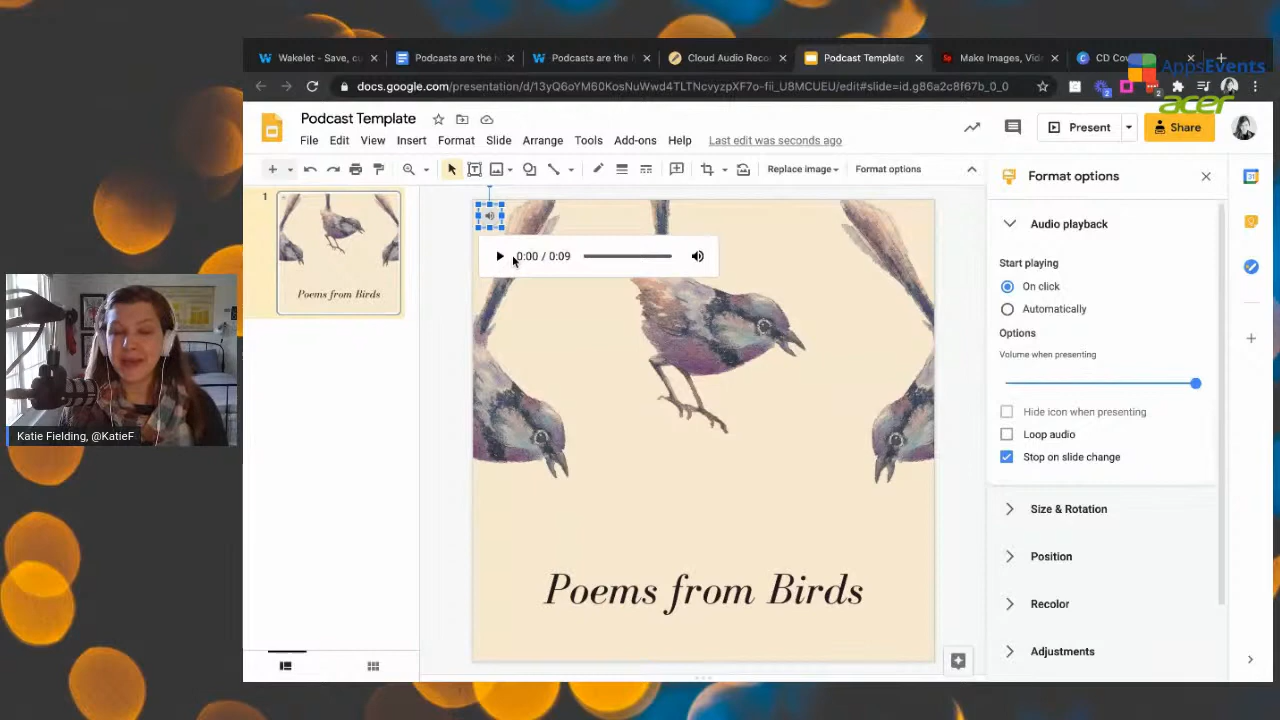 Wakelet - Save, cu
Podcasts are the n
Podcasts are the
Cloud Audio Reco
Podcast Template
Make Images, Vid
CD Cov
AppsEvents
docs.google.com/presentation/d/13yQ6oYM60KosNuWwd4TLTNcvyzpXF7o-fii_U8MCUEU/edit#slide=id.g86a2c8f67b_0_0
acer
Podcast Template
File Edit View Insert Format Slide Arrange Tools Add-ons Help Last edit was seconds ago
Present
Share
Replace image
Format options
Format options
1
Poems from Birds
0:00 / 0:09
Poems from Birds
Audio playback
Start playing
On click
Automatically
Options
Volume when presenting
Hide icon when presenting
Loop audio
Stop on slide change
Size & Rotation
Position
Recolor
Adjustments
Katie Fielding, @KatieF